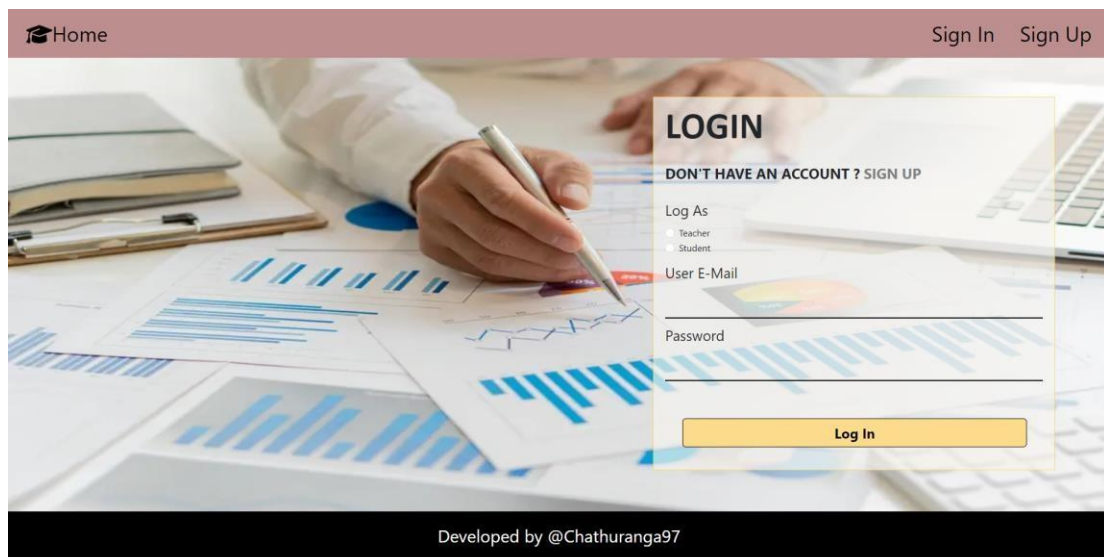 Home
Sign In Sign Up
LOGIN
DON'T HAVE AN ACCOUNT ? SIGN UP
Log As
Teacher
Student
User E-Mail
Password
Log In
Developed by @Chathuranga97